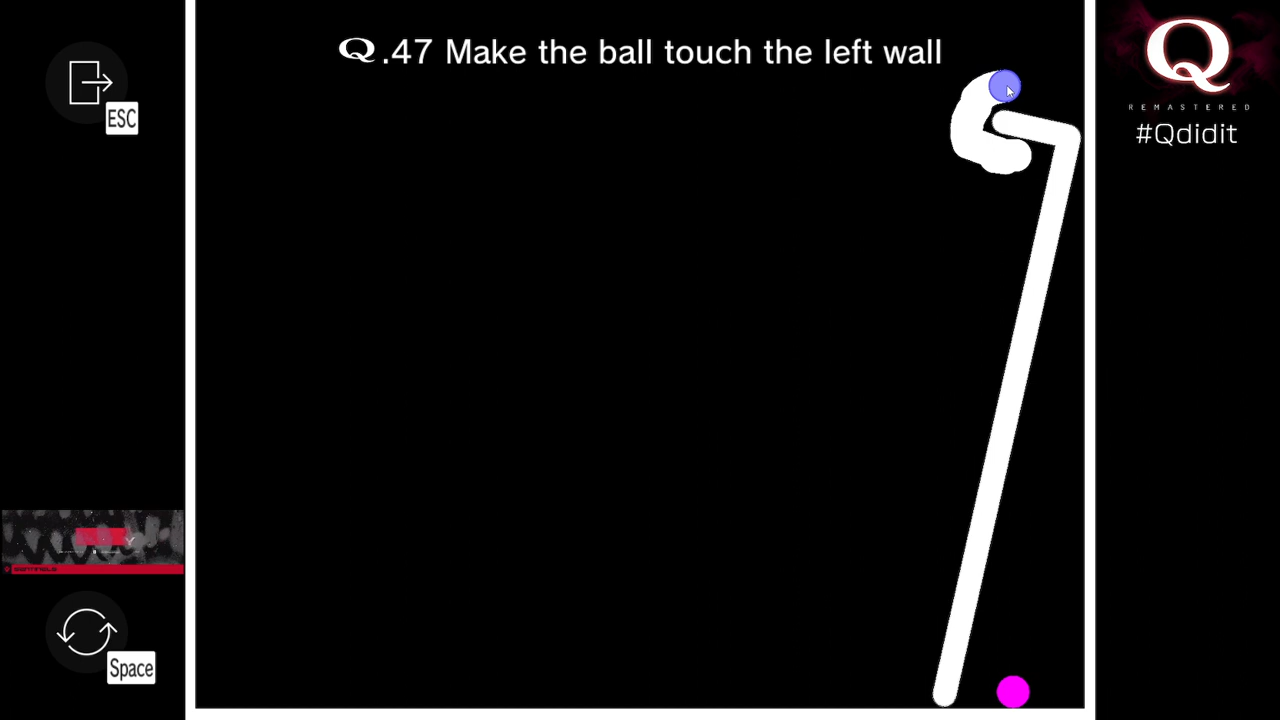 Q.47 Make the ball touch the left wall
ESC
Q
REMASTERED
#Qdidit
Space